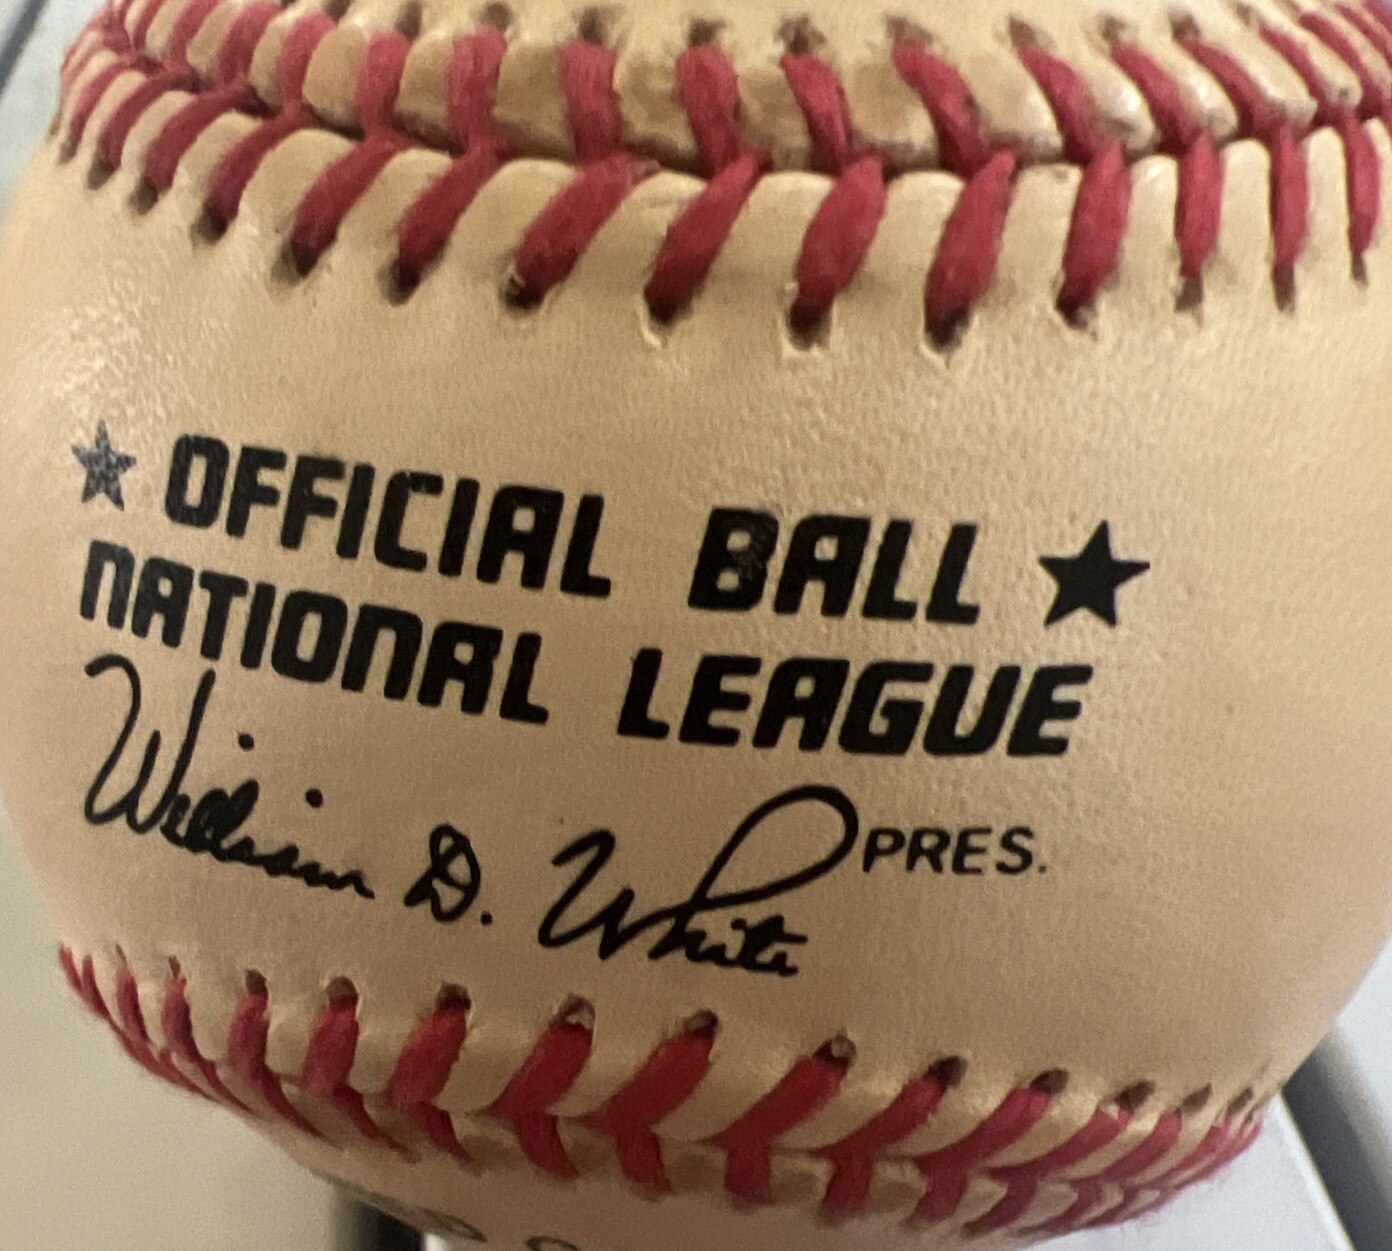 ★ OFFICIAL BALL ★
NATIONAL LEAGUE
William D. White PRES.